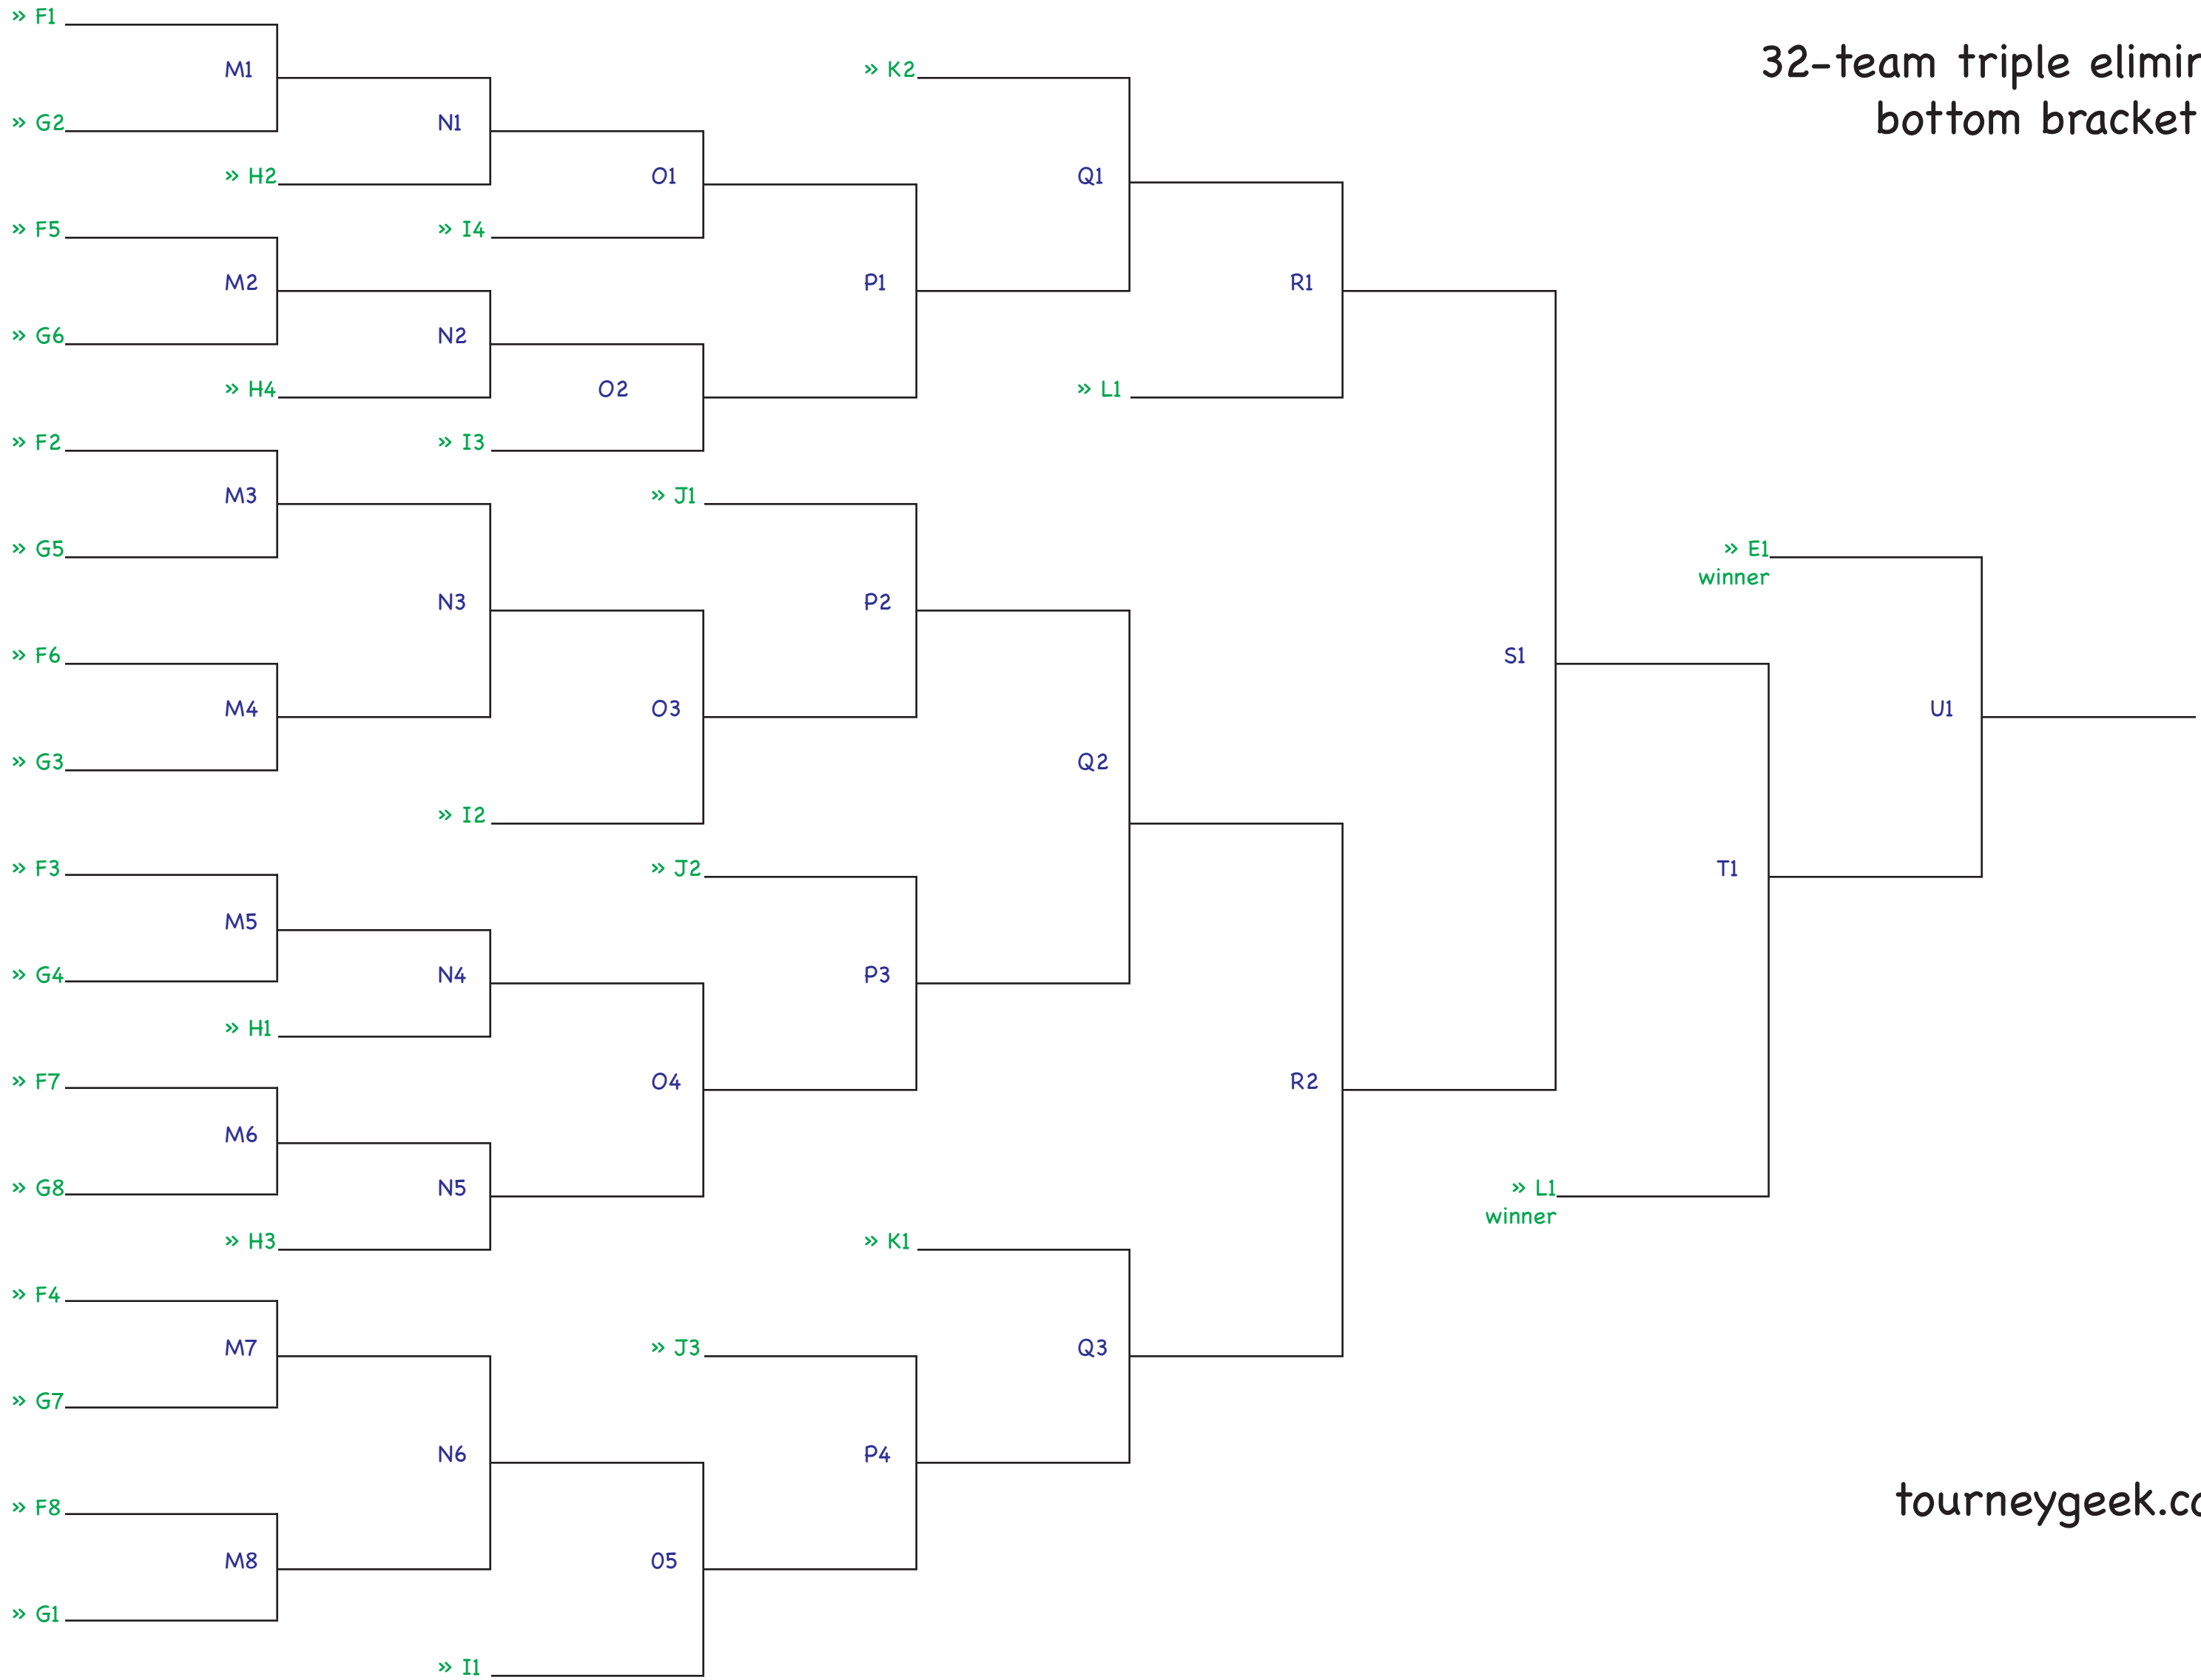 » F1
M1
» K2
32-team triple elimin
» G2
N1
bottom bracket
» H2
O1
Q1
» F5
» I4
M2
P1
R1
» G6
N2
» H4
O2
» L1
» F2
» I3
M3
» J1
» G5
» E1
winner
N3
P2
» F6
S1
M4
O3
U1
» G3
Q2
» I2
» F3
» J2
T1
M5
» G4
N4
P3
» H1
» F7
O4
R2
M6
» G8
N5
» L1
winner
» H3
» K1
» F4
M7
» J3
Q3
» G7
N6
P4
» F8
tourneygeek.co
M8
O5
» G1
» I1